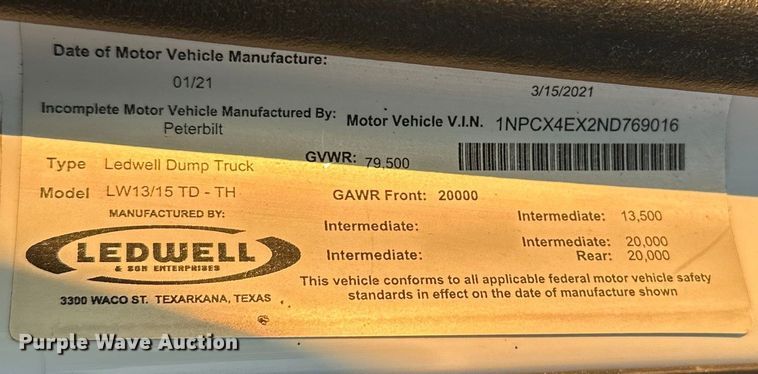 Date of Motor Vehicle Manufacture:
01/21
3/15/2021
Incomplete Motor Vehicle Manufactured By:
Peterbilt
Motor Vehicle V.I.N. 1NPCX4EX2ND769016
GVWR: 79,500
Type Ledwell Dump Truck
Model LW13/15 TD - TH
GAWR Front: 20000
MANUFACTURED BY:
Intermediate:
Intermediate: 13,500
LEDWELL
& SON ENTERPRISES
Intermediate:
Intermediate: 20,000
Rear: 20,000
3300 WACO ST. TEXARKANA, TEXAS
This vehicle conforms to all applicable federal motor vehicle safety
standards in effect on the date of manufacture shown
Purple Wave Auction